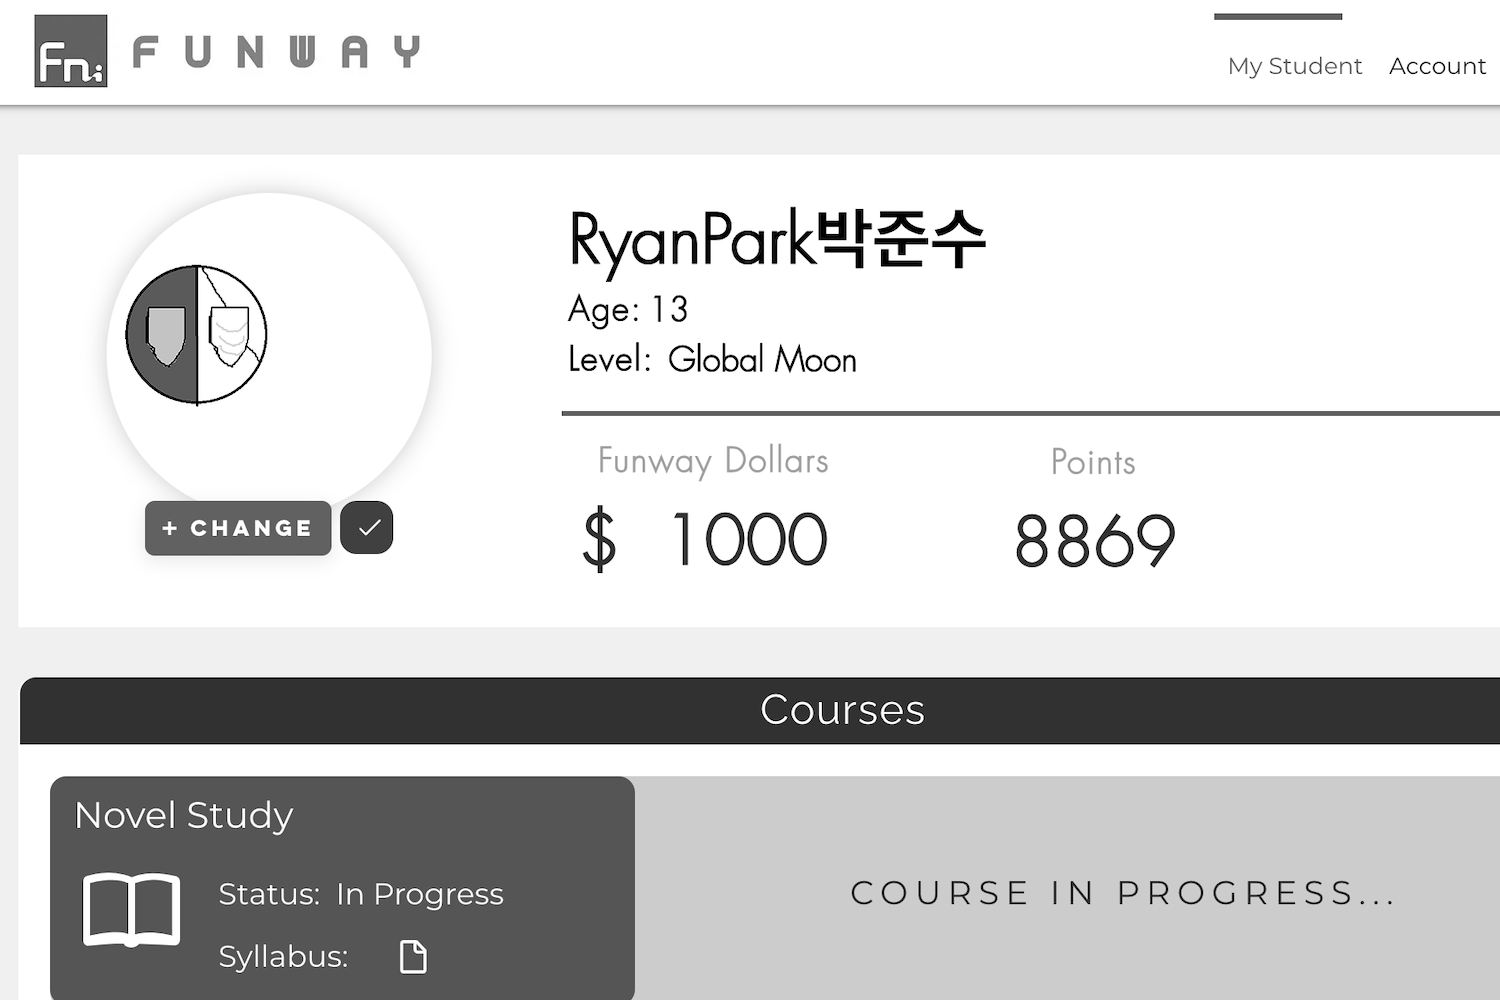 Fni FUNWAY
My Student Account
RyanPark박준수
Age: 13
Level: Global Moon
Funway Dollars Points
$ 1000 8869
+ CHANGE
Courses
Novel Study
Status: In Progress
COURSE IN PROGRESS...
Syllabus: